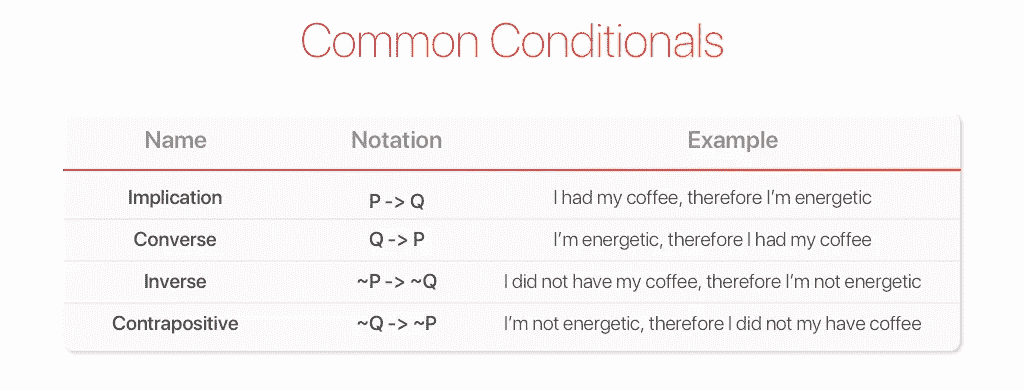 Common Conditionals
Name Notation Example
Implication P -> Q I had my coffee, therefore I'm energetic
Converse Q -> P I'm energetic, therefore I had my coffee
Inverse ~P -> ~Q I did not have my coffee, therefore I'm not energetic
Contrapositive ~Q -> ~P I'm not energetic, therefore I did not my have coffee